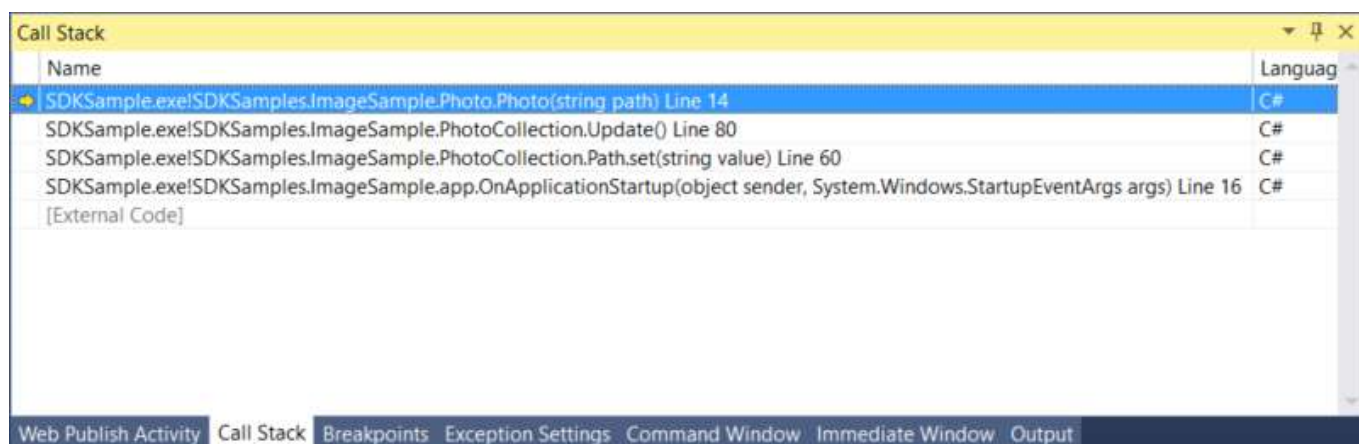 Call Stack
Name Languag
SDKSample.exe!SDKSamples.ImageSample.Photo.Photo(string path) Line 14 C#
SDKSample.exe!SDKSamples.ImageSample.PhotoCollection.Update() Line 80 C#
SDKSample.exe!SDKSamples.ImageSample.PhotoCollection.Path.set(string value) Line 60 C#
SDKSample.exe!SDKSamples.ImageSample.app.OnApplicationStartup(object sender, System.Windows.StartupEventArgs args) Line 16 C#
[External Code]
Web Publish Activity Call Stack Breakpoints Exception Settings Command Window Immediate Window Output